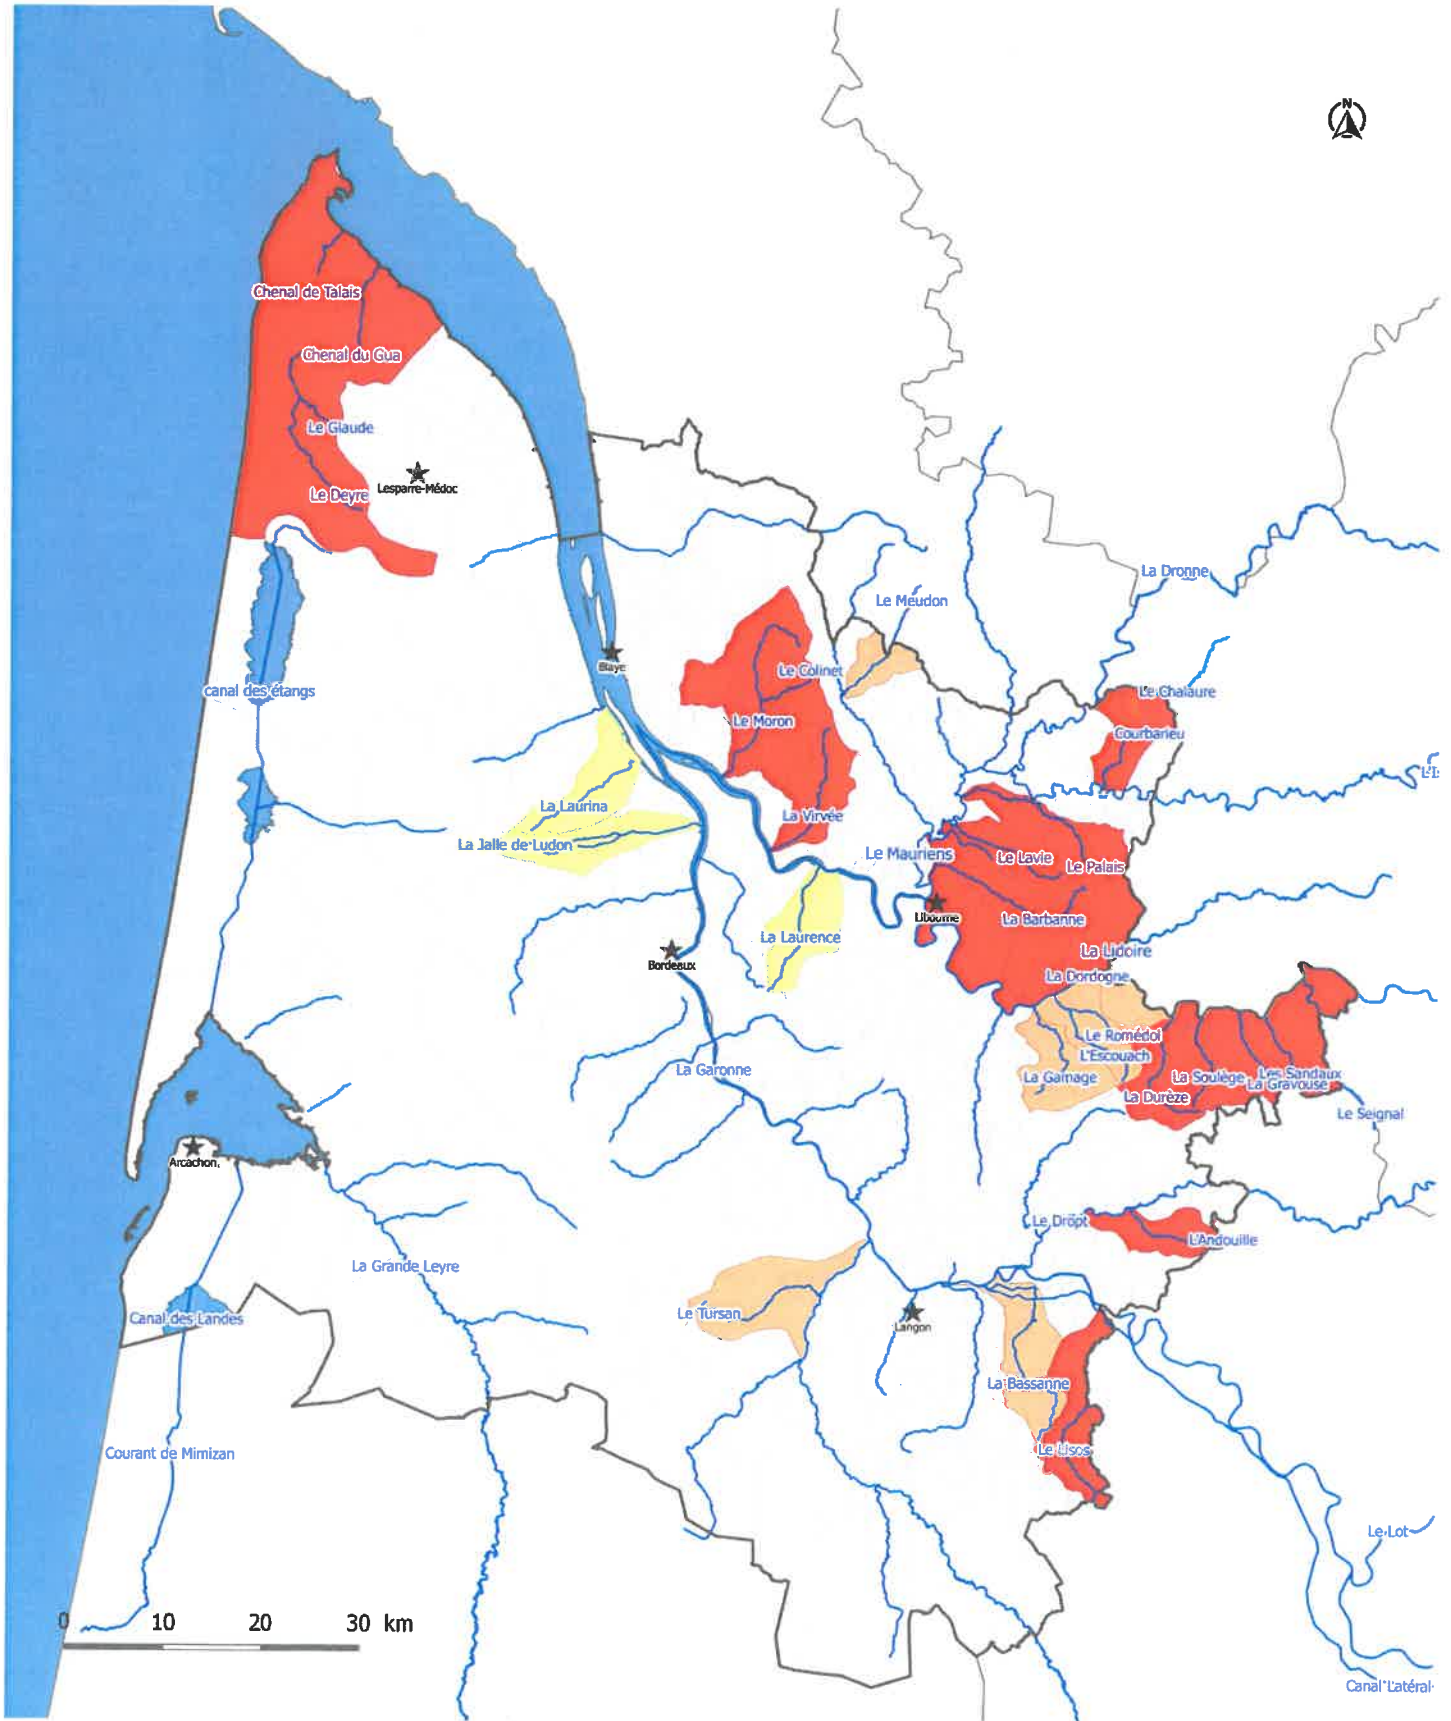 N
Chenal de Talais
Chenal du Gua
Le Glaude
Le Deyre
Lesparre-Médoc
La Dronne
Le Meudon
Blaye
Le Colinet
canal des étangs
Le Chalaure
Le Moron
Courbarieu
La Laurina
La Virvée
La Jalle de Ludon
Le Mauriens
Le Lavie
Le Palais
Libourne
La Barbanne
La Laurence
La Lidoire
Bordeaux
La Dordogne
Le Romédol
L'Escouach
La Garonne
La Gamage
La Soulège
Les Sandaux
La Gravouse
La Durèze
Le Seignal
Arcachon
Le Dropt
L'Andouille
La Grande Leyre
Le Tursan
Canal des Landes
Langon
La Bassanne
Courant de Mimizan
Le Lisos
Le Lot
0 10 20 30 km
Canal Latéral